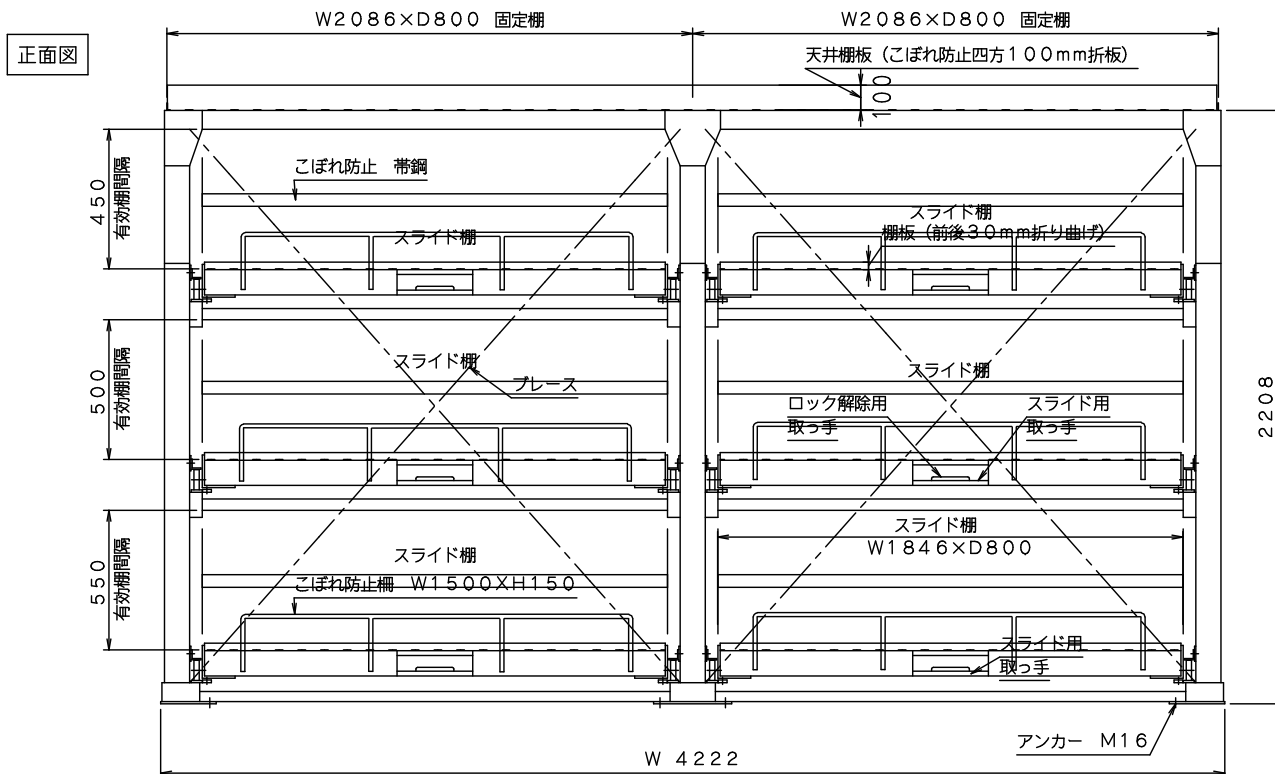 W2086×D800 固定棚
W2086×D800 固定棚
正面図
天井棚板（こぼれ防止四方100mm折板）
100
こぼれ防止 帯鋼
450
有効棚間隔
スライド棚
スライド棚
棚板（前後30mm折り曲げ）
500
有効棚間隔
スライド棚
ブレース
スライド棚
ロック解除用
取っ手
スライド用
取っ手
2208
スライド棚
W1846×D800
550
有効棚間隔
スライド棚
こぼれ防止柵 W1500XH150
スライド用
取っ手
アンカー M16
W 4222